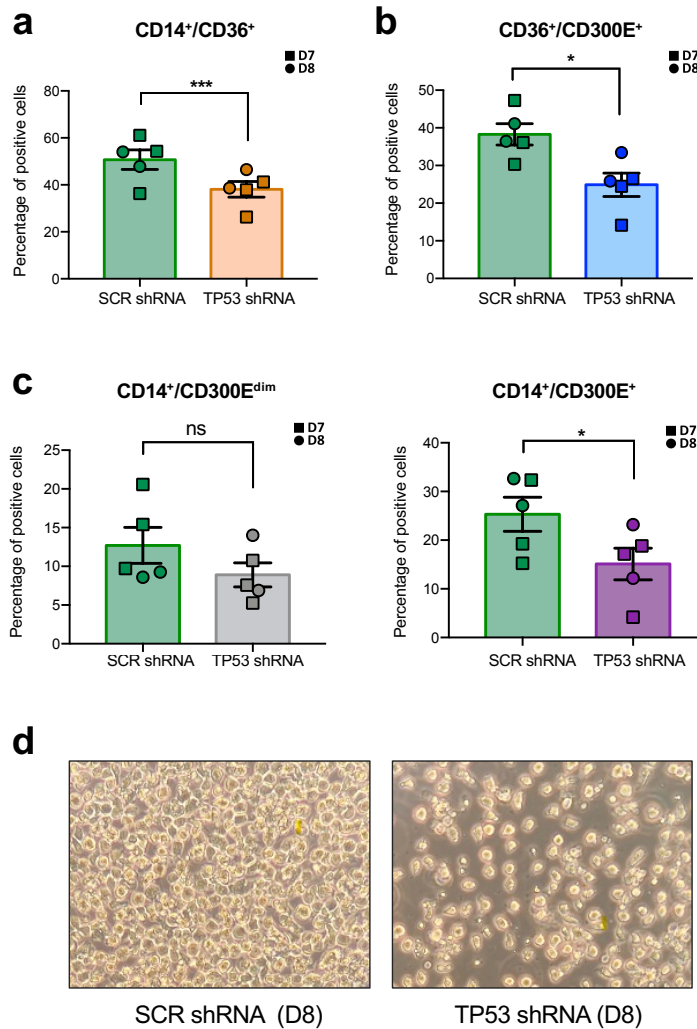 a
CD14⁺/CD36⁺
D7
D8
***
Percentage of positive cells
80
60
40
20
0
SCR shRNA
TP53 shRNA
b
CD36⁺/CD300E⁺
D7
D8
*
Percentage of positive cells
50
40
30
20
10
0
SCR shRNA
TP53 shRNA
c
CD14⁺/CD300Eᵈⁱᵐ
D7
D8
ns
Percentage of positive cells
25
20
15
10
5
0
SCR shRNA
TP53 shRNA
CD14⁺/CD300E⁺
D7
D8
*
Percentage of positive cells
40
30
20
10
0
SCR shRNA
TP53 shRNA
d
SCR shRNA (D8)
TP53 shRNA (D8)